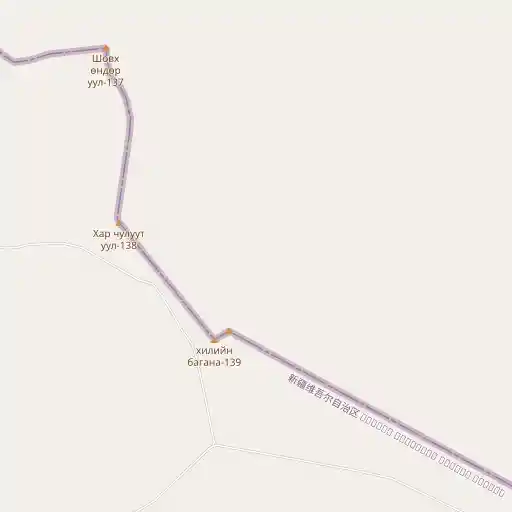 Шовх
өндөр
уул-137
Хар чулуут
уул-138
хилийн
багана-139
新疆维吾尔自治区